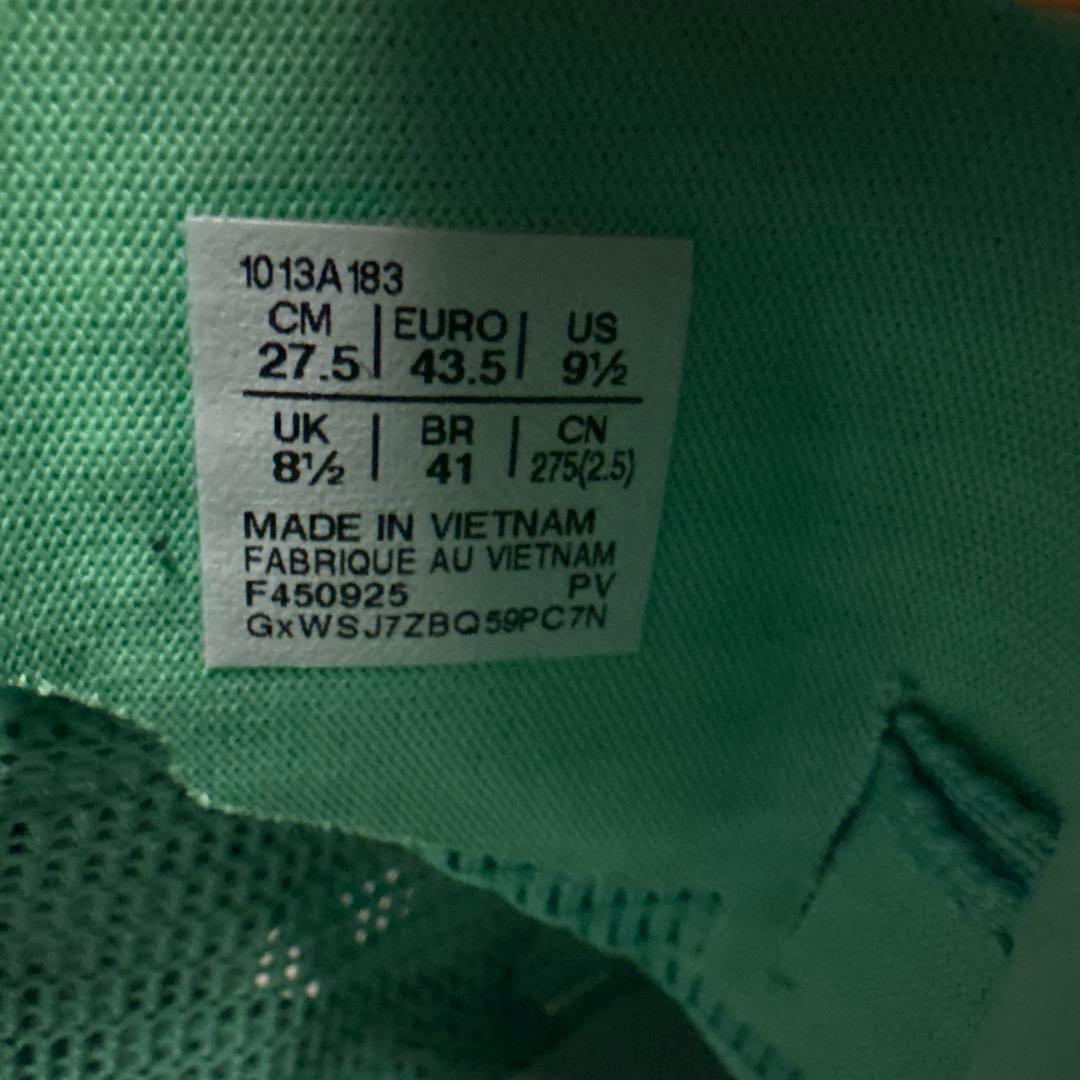 1013A183
CM | EURO | US
27.5 | 43.5 | 9½
UK | BR | CN
8½ | 41 | 275(2.5)
MADE IN VIETNAM
FABRIQUE AU VIETNAM
F450925 PV
GxWSJ7ZBQ59PC7N